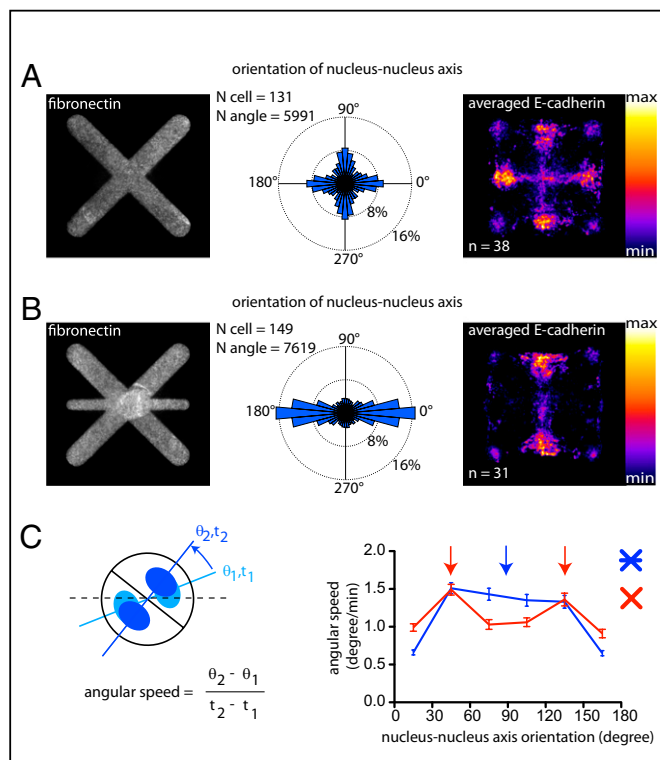 A
orientation of nucleus-nucleus axis
fibronectin
N cell = 131
N angle = 5991
90°
180°
0°
8%
16%
270°
averaged E-cadherin
n = 38
max
min
B
orientation of nucleus-nucleus axis
fibronectin
N cell = 149
N angle = 7619
90°
180°
0°
8%
16%
270°
averaged E-cadherin
n = 31
max
min
C
θ2,t2
θ1,t1
angular speed = θ2 - θ1 / t2 - t1
angular speed
(degree/min)
2.0
1.5
1.0
0.5
0.0
0 30 60 90 120 150 180
nucleus-nucleus axis orientation (degree)